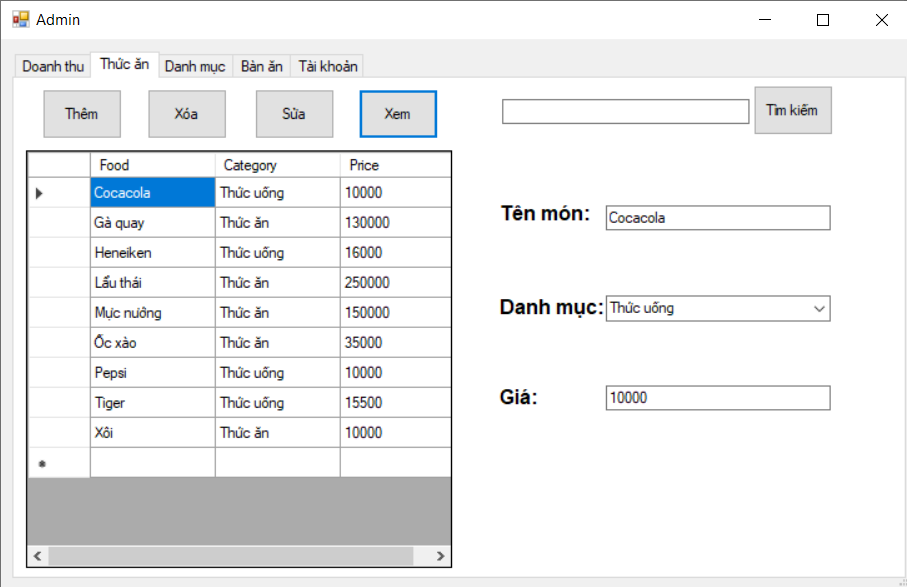 Admin
Doanh thu Thức ăn Danh mục Bàn ăn Tài khoản
Thêm Xóa Sửa Xem Tìm kiếm
Food Category Price
Cocacola Thức uống 10000
Gà quay Thức ăn 130000
Heneiken Thức uống 16000
Lẩu thái Thức ăn 250000
Mực nướng Thức ăn 150000
Ốc xào Thức ăn 35000
Pepsi Thức uống 10000
Tiger Thức uống 15500
Xôi Thức ăn 10000
Tên món: Cocacola
Danh mục: Thức uống
Giá: 10000